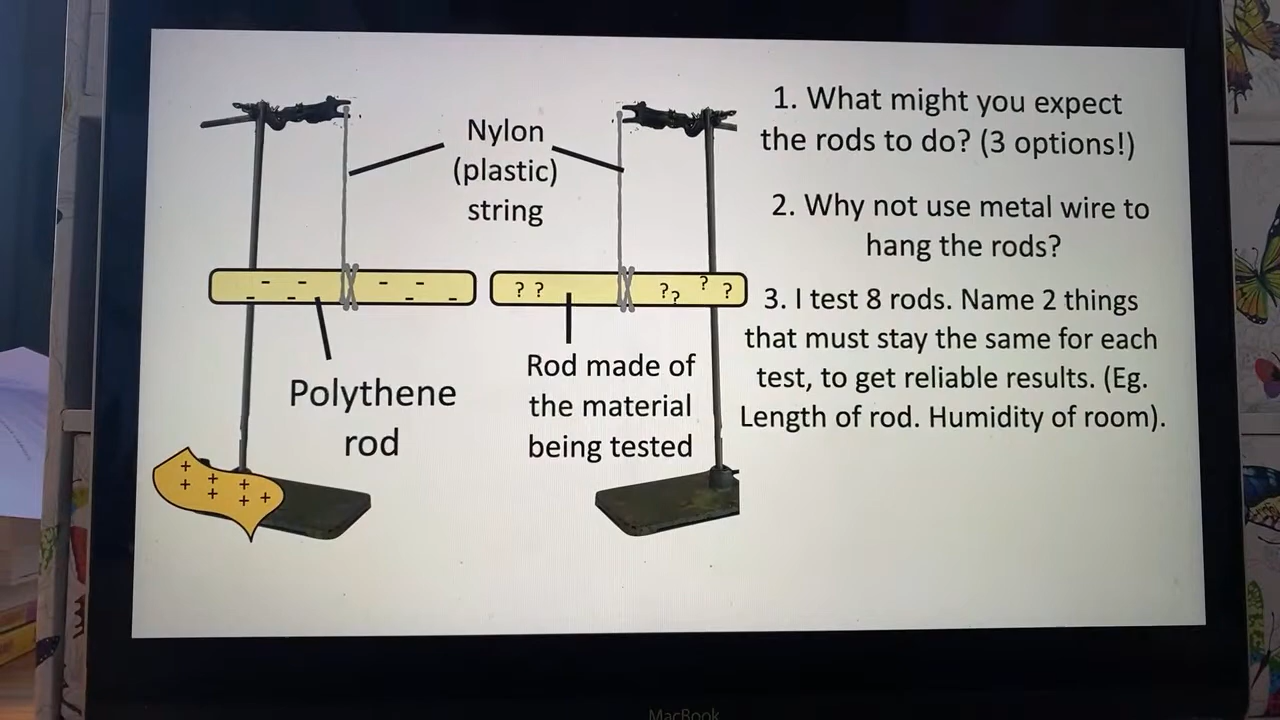 Nylon
(plastic)
string
- - - - - - - -
? ? ? ? ? ?
Polythene
rod
Rod made of
the material
being tested
+ + + + + + + +
1. What might you expect
the rods to do? (3 options!)
2. Why not use metal wire to
hang the rods?
3. I test 8 rods. Name 2 things
that must stay the same for each
test, to get reliable results. (Eg.
Length of rod. Humidity of room).
MacBook